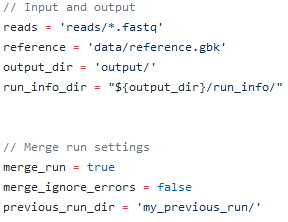 // Input and output
reads = 'reads/*.fastq'
reference = 'data/reference.gbk'
output_dir = 'output/'
run_info_dir = "${output_dir}/run_info/"
// Merge run settings
merge_run = true
merge_ignore_errors = false
previous_run_dir = 'my_previous_run/'